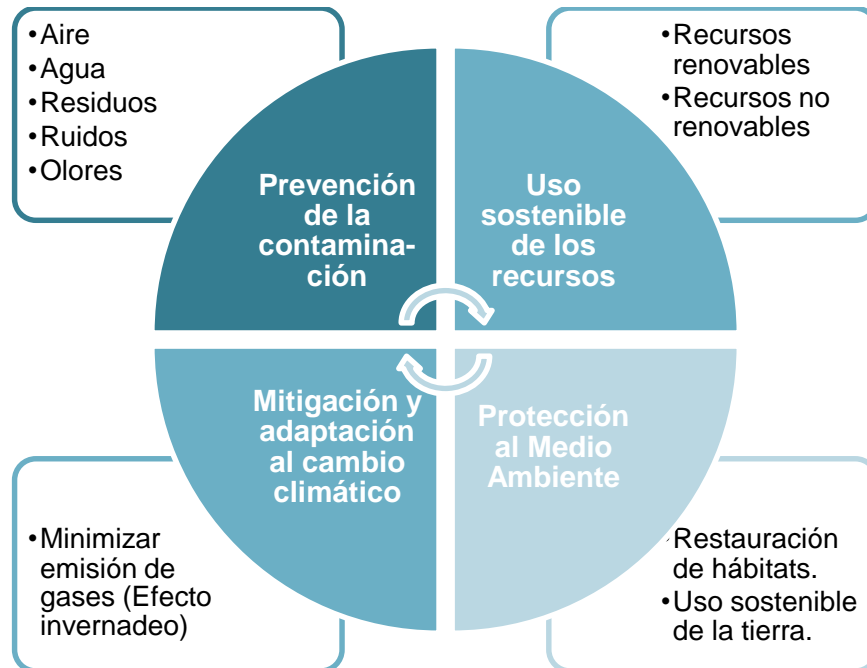 •Aire
•Agua
•Residuos
•Ruidos
•Olores
Prevención
de la
contamina-
ción
•Recursos
renovables
•Recursos no
renovables
Uso
sostenible
de los
recursos
Mitigación y
adaptación
al cambio
climático
•Minimizar
emisión de
gases (Efecto
invernadeo)
Protección
al Medio
Ambiente
•Restauración
de hábitats.
•Uso sostenible
de la tierra.